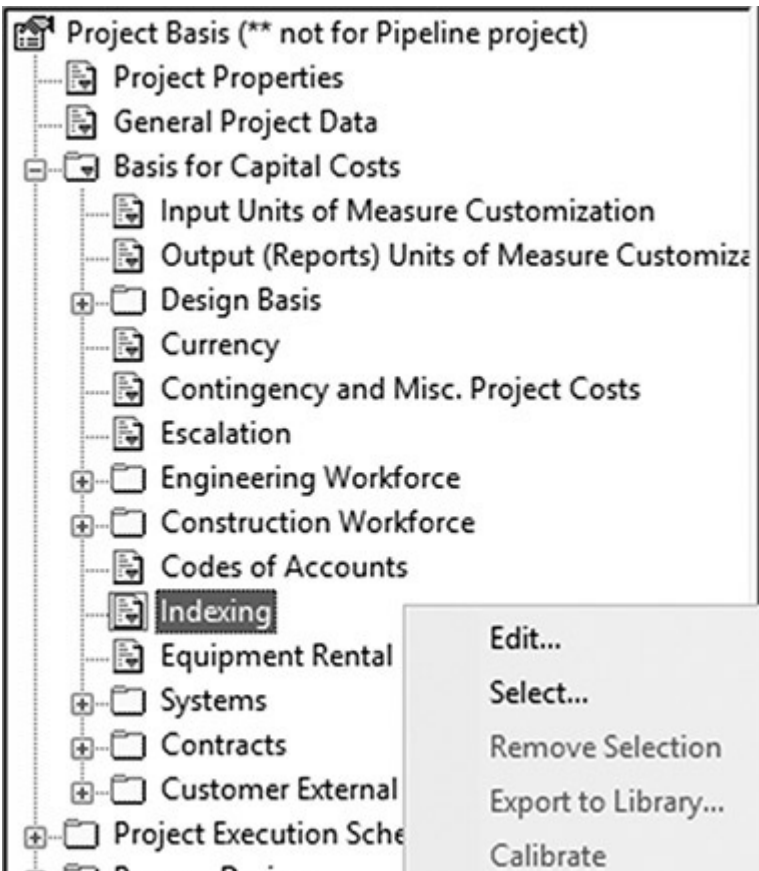 Project Basis (** not for Pipeline project)
Project Properties
General Project Data
Basis for Capital Costs
Input Units of Measure Customization
Output (Reports) Units of Measure Customiza
Design Basis
Currency
Contingency and Misc. Project Costs
Escalation
Engineering Workforce
Construction Workforce
Codes of Accounts
Indexing
Equipment Rental
Systems
Contracts
Customer External
Project Execution Sche
Edit...
Select...
Remove Selection
Export to Library...
Calibrate